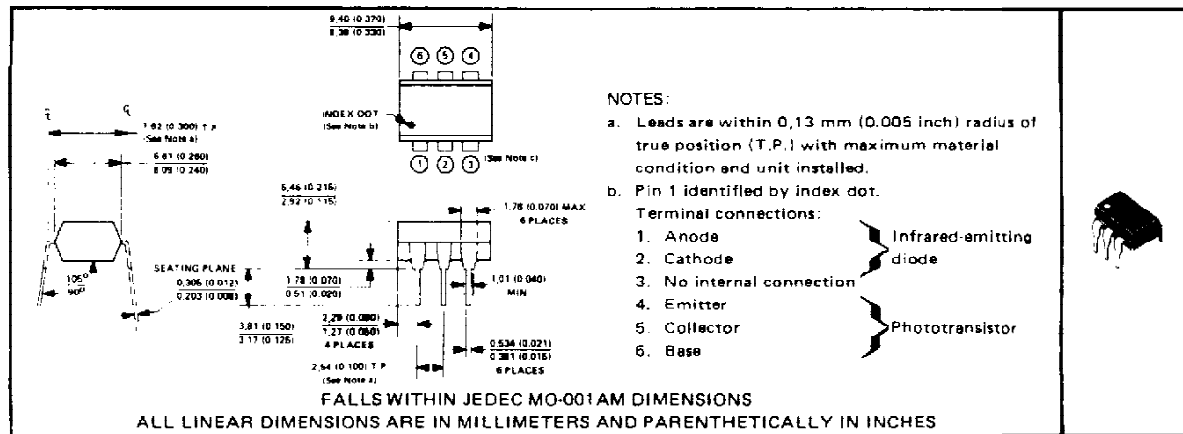 9,40 (0.370)
8,38 (0.330)
6 5 4
INDEX DOT
(See Note b)
1 2 3
(See Note c)
℄ ℄
7,62 (0.300) T.P.
(See Note a)
6,61 (0.260)
6,09 (0.240)
5,46 (0.215)
2,92 (0.115)
1,78 (0.070) MAX
6 PLACES
105°
90°
SEATING PLANE
0,305 (0.012)
0,203 (0.008)
1,78 (0.070)
0,51 (0.020)
1,01 (0.040)
MIN
3,81 (0.150)
3,17 (0.125)
2,29 (0.090)
1,27 (0.050)
4 PLACES
0,534 (0.021)
0,381 (0.015)
6 PLACES
2,54 (0.100) T.P.
(See Note a)
NOTES:
a. Leads are within 0,13 mm (0.005 inch) radius of
true position (T.P.) with maximum material
condition and unit installed.
b. Pin 1 identified by index dot.
Terminal connections:
1. Anode
2. Cathode
Infrared-emitting
diode
3. No internal connection
4. Emitter
5. Collector
6. Base
Phototransistor
FALLS WITHIN JEDEC MO-001AM DIMENSIONS
ALL LINEAR DIMENSIONS ARE IN MILLIMETERS AND PARENTHETICALLY IN INCHES